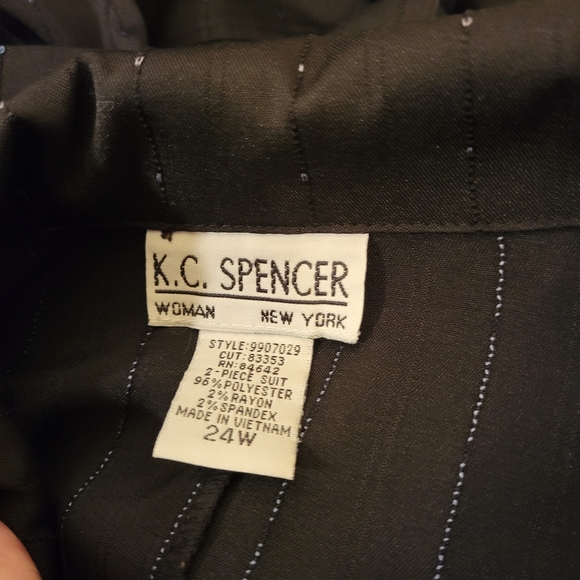 K.C. SPENCER
WOMAN NEW YORK
STYLE:9907029
CUT:83353
RN:84642
2-PIECE SUIT
96%POLYESTER
2%RAYON
2%SPANDEX
MADE IN VIETNAM
24W